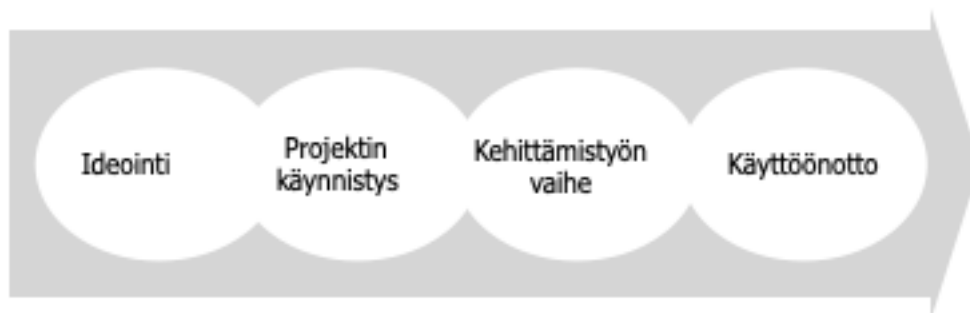 Ideointi
Projektin
käynnistys
Kehittämistyön
vaihe
Käyttöönotto